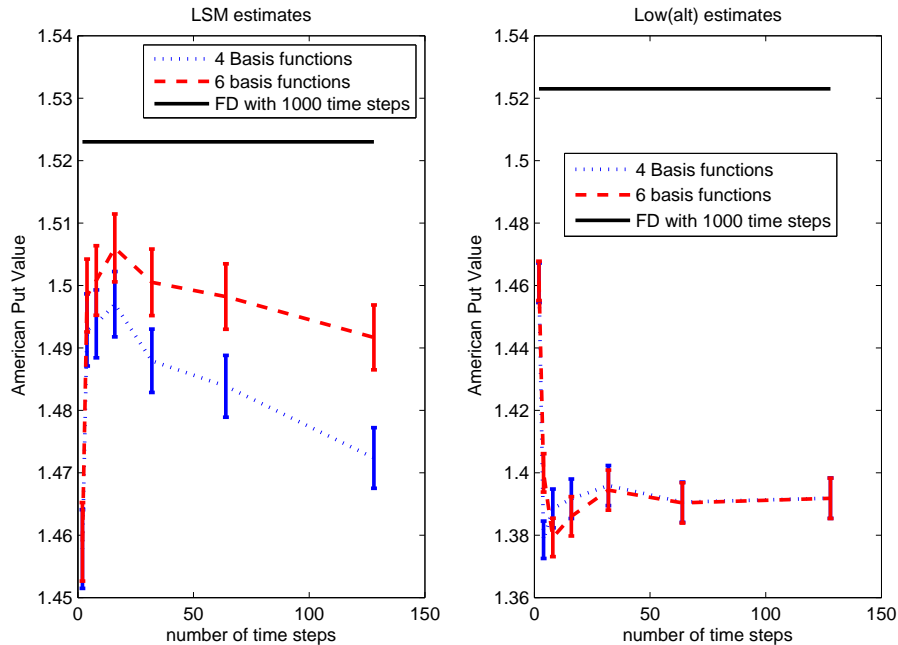 LSM estimates
1.54
1.53
1.52
1.51
1.5
1.49
1.48
1.47
1.46
1.45
American Put Value
4 Basis functions
6 basis functions
FD with 1000 time steps
0
50
100
150
number of time steps
Low(alt) estimates
1.54
1.52
1.5
1.48
1.46
1.44
1.42
1.4
1.38
1.36
American Put Value
4 Basis functions
6 basis functions
FD with 1000 time steps
0
50
100
150
number of time steps